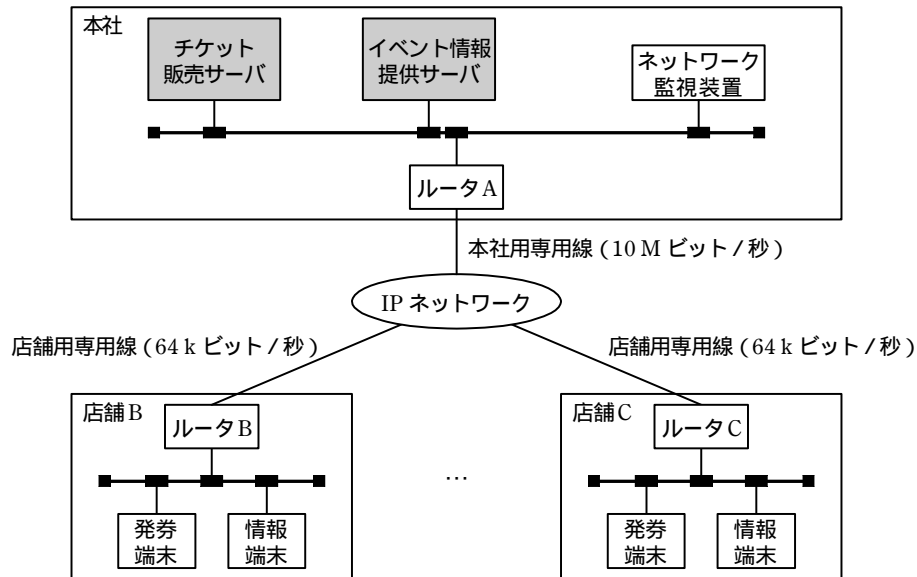 本社
チケット
販売サーバ
イベント情報
提供サーバ
ネットワーク
監視装置
ルータA
本社用専用線(10 M ビット/秒)
IP ネットワーク
店舗用専用線(64 k ビット/秒)
店舗用専用線(64 k ビット/秒)
店舗B
ルータB
発券
端末
情報
端末
…
店舗C
ルータC
発券
端末
情報
端末